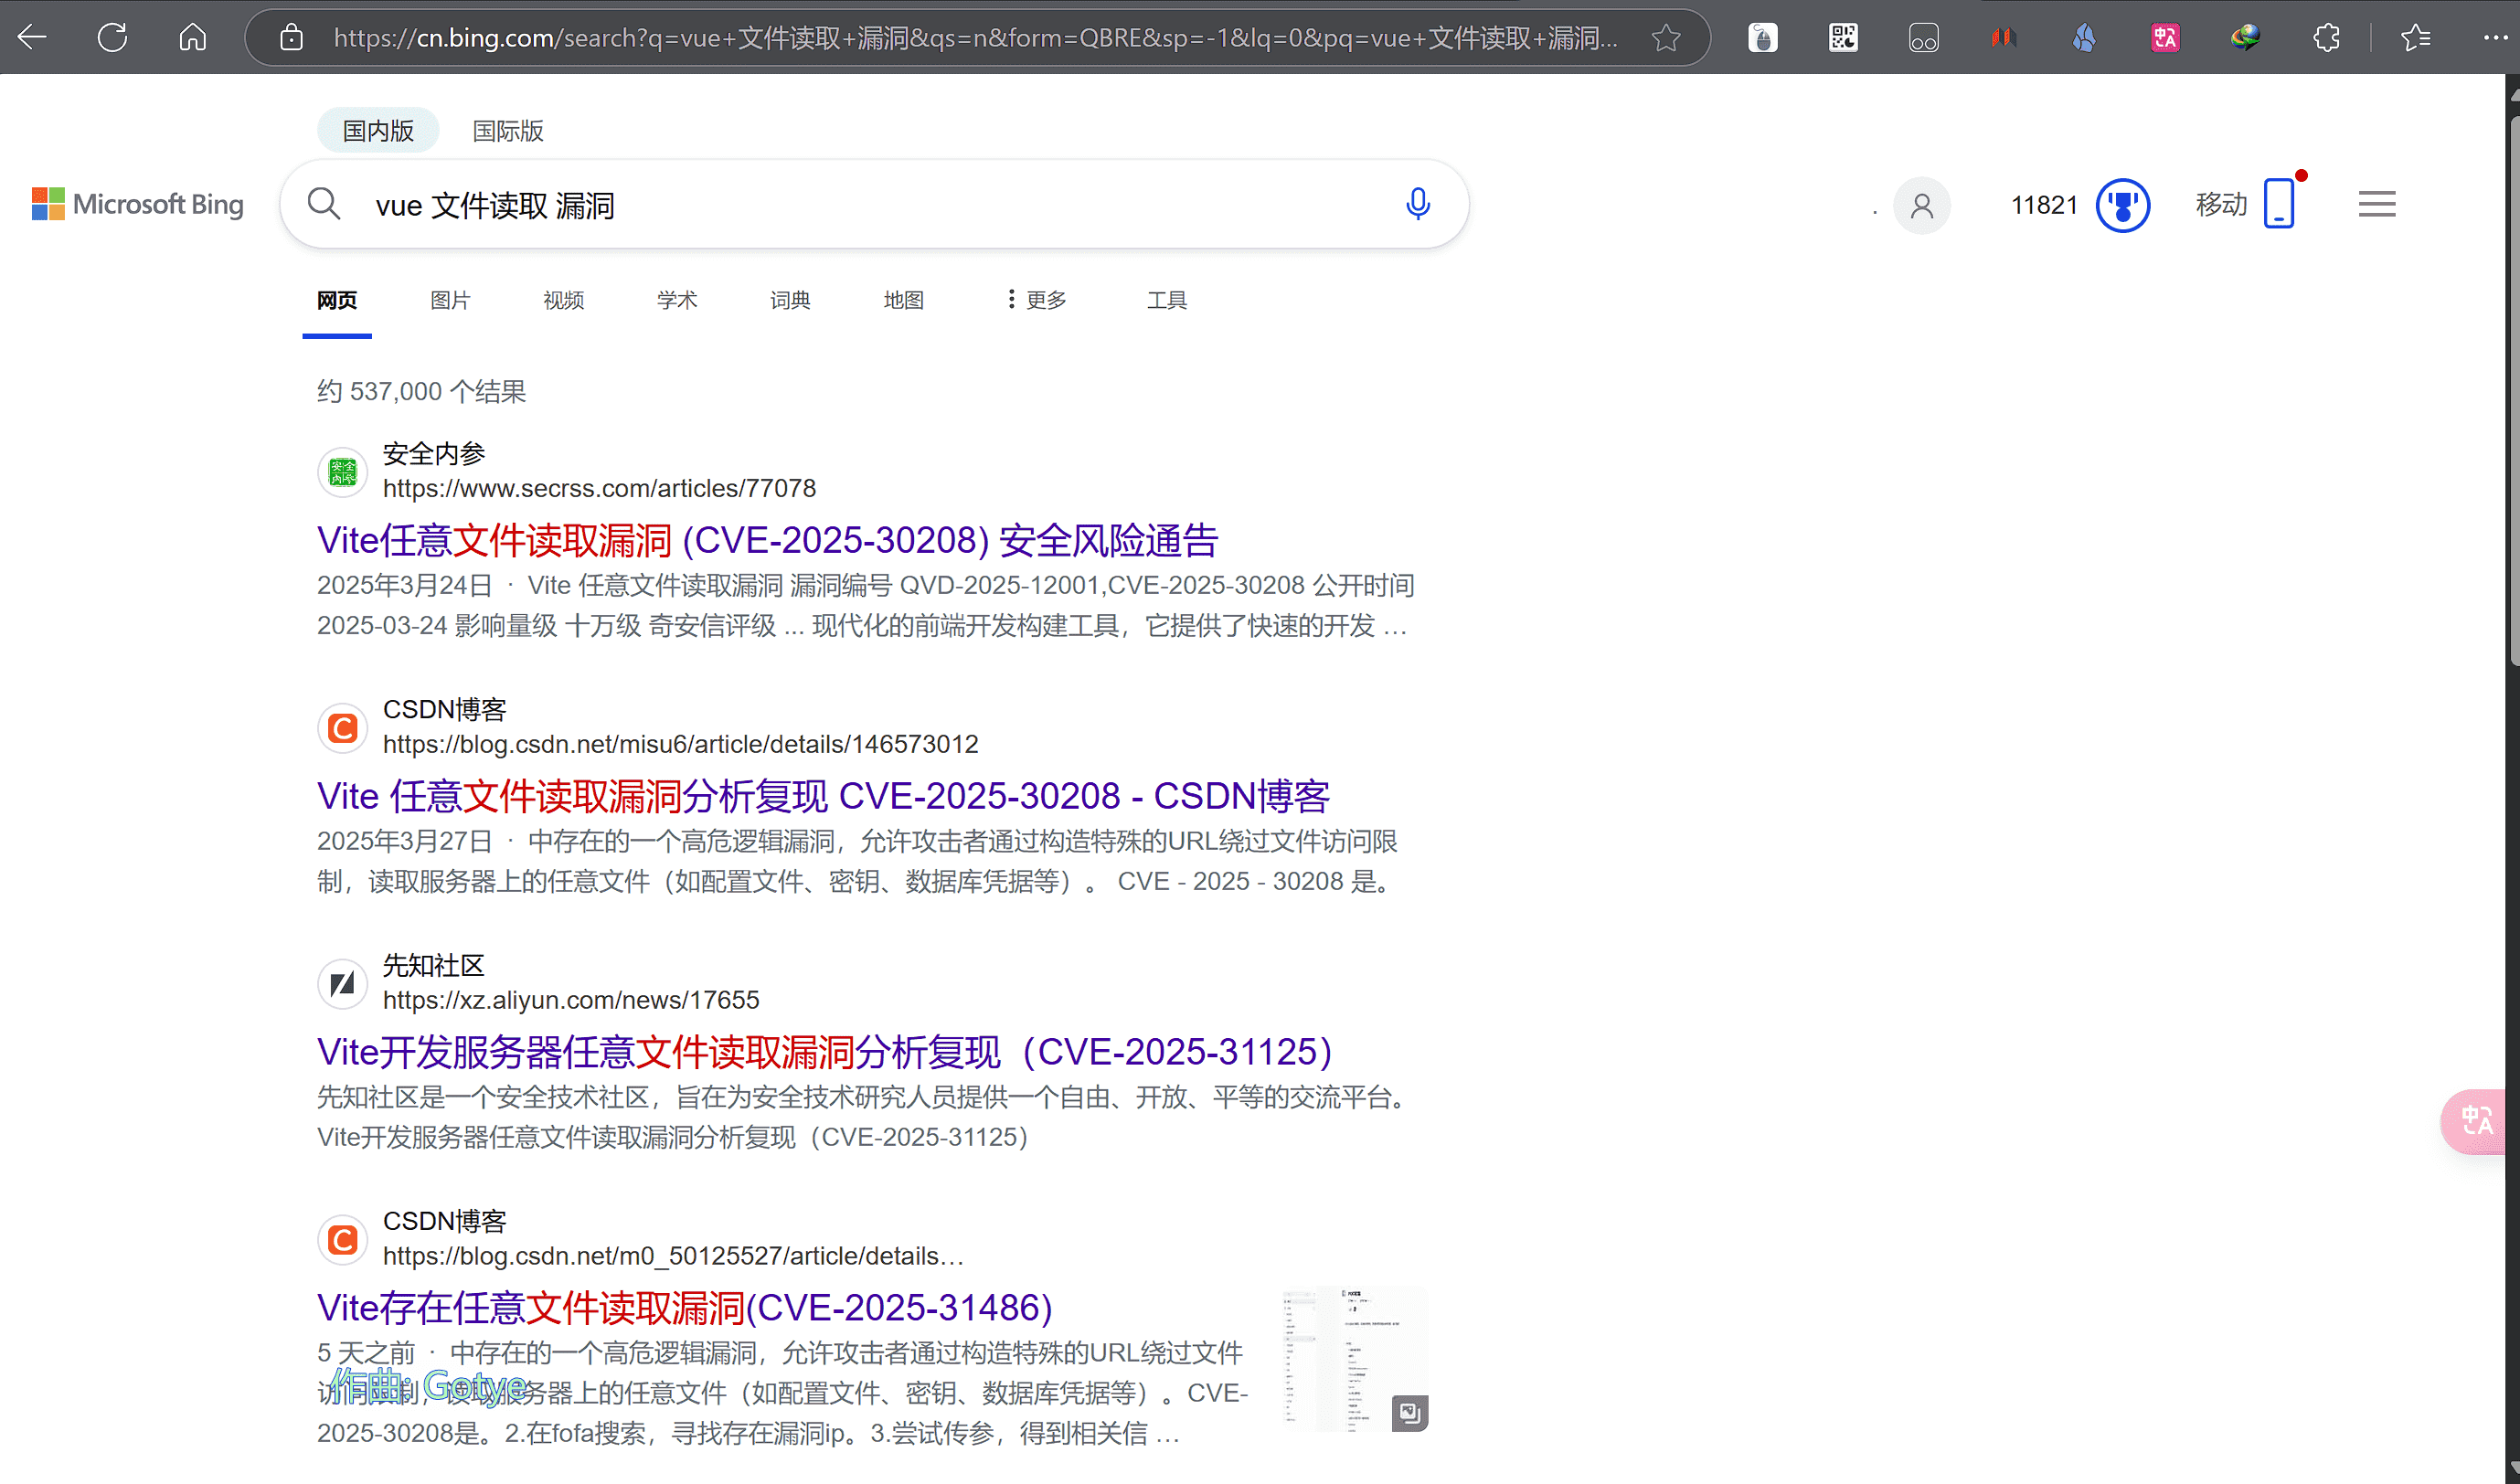 https://cn.bing.com/search?q=vue+文件读取+漏洞&qs=n&form=QBRE&sp=-1&lq=0&pq=vue+文件读取+漏洞...
国内版 国际版
Microsoft Bing
vue 文件读取 漏洞
11821 移动
网页 图片 视频 学术 词典 地图 更多 工具
约 537,000 个结果
安全内参
https://www.secrss.com/articles/77078
Vite任意文件读取漏洞 (CVE-2025-30208) 安全风险通告
2025年3月24日 · Vite 任意文件读取漏洞 漏洞编号 QVD-2025-12001,CVE-2025-30208 公开时间
2025-03-24 影响量级 十万级 奇安信评级 ... 现代化的前端开发构建工具，它提供了快速的开发 …
CSDN博客
https://blog.csdn.net/misu6/article/details/146573012
Vite 任意文件读取漏洞分析复现 CVE-2025-30208 - CSDN博客
2025年3月27日 · 中存在的一个高危逻辑漏洞，允许攻击者通过构造特殊的URL绕过文件访问限
制，读取服务器上的任意文件（如配置文件、密钥、数据库凭据等）。 CVE - 2025 - 30208 是。
先知社区
https://xz.aliyun.com/news/17655
Vite开发服务器任意文件读取漏洞分析复现（CVE-2025-31125）
先知社区是一个安全技术社区，旨在为安全技术研究人员提供一个自由、开放、平等的交流平台。
Vite开发服务器任意文件读取漏洞分析复现（CVE-2025-31125）
CSDN博客
https://blog.csdn.net/m0_50125527/article/details…
Vite存在任意文件读取漏洞(CVE-2025-31486)
5 天之前 · 中存在的一个高危逻辑漏洞，允许攻击者通过构造特殊的URL绕过文件
访问限制，读取服务器上的任意文件（如配置文件、密钥、数据库凭据等）。CVE-
作曲: Gotye
2025-30208是。2.在fofa搜索，寻找存在漏洞ip。3.尝试传参，得到相关信 …